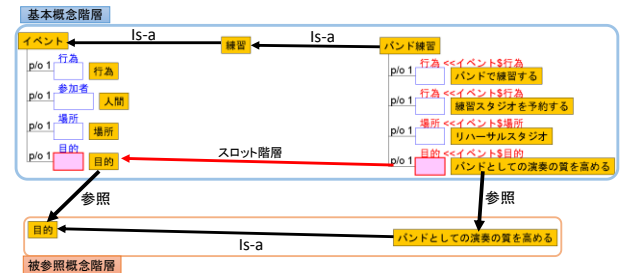 基本概念階層
イベント
Is-a
練習
Is-a
バンド練習
p/o 1
行為
行為
p/o 1
参加者
人間
p/o 1
場所
場所
p/o 1
目的
目的
スロット階層
p/o 1
行為 <<イベント$行為
バンドで練習する
p/o 1
行為 <<イベント$行為
練習スタジオを予約する
p/o 1
場所 <<イベント$場所
リハーサルスタジオ
p/o 1
目的 <<イベント$目的
バンドとしての演奏の質を高める
参照
参照
目的
Is-a
バンドとしての演奏の質を高める
被参照概念階層